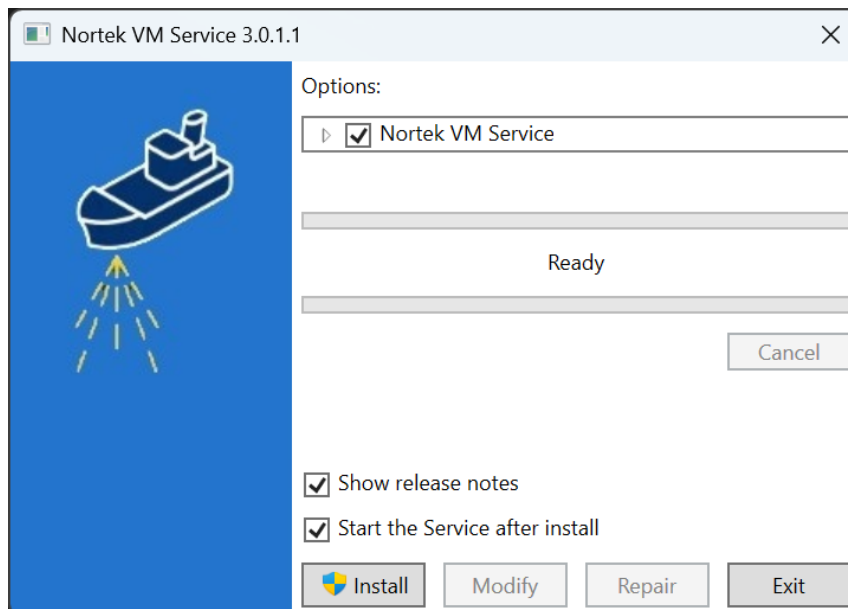 Nortek VM Service 3.0.1.1
Options:
Nortek VM Service
Ready
Cancel
Show release notes
Start the Service after install
Install Modify Repair Exit